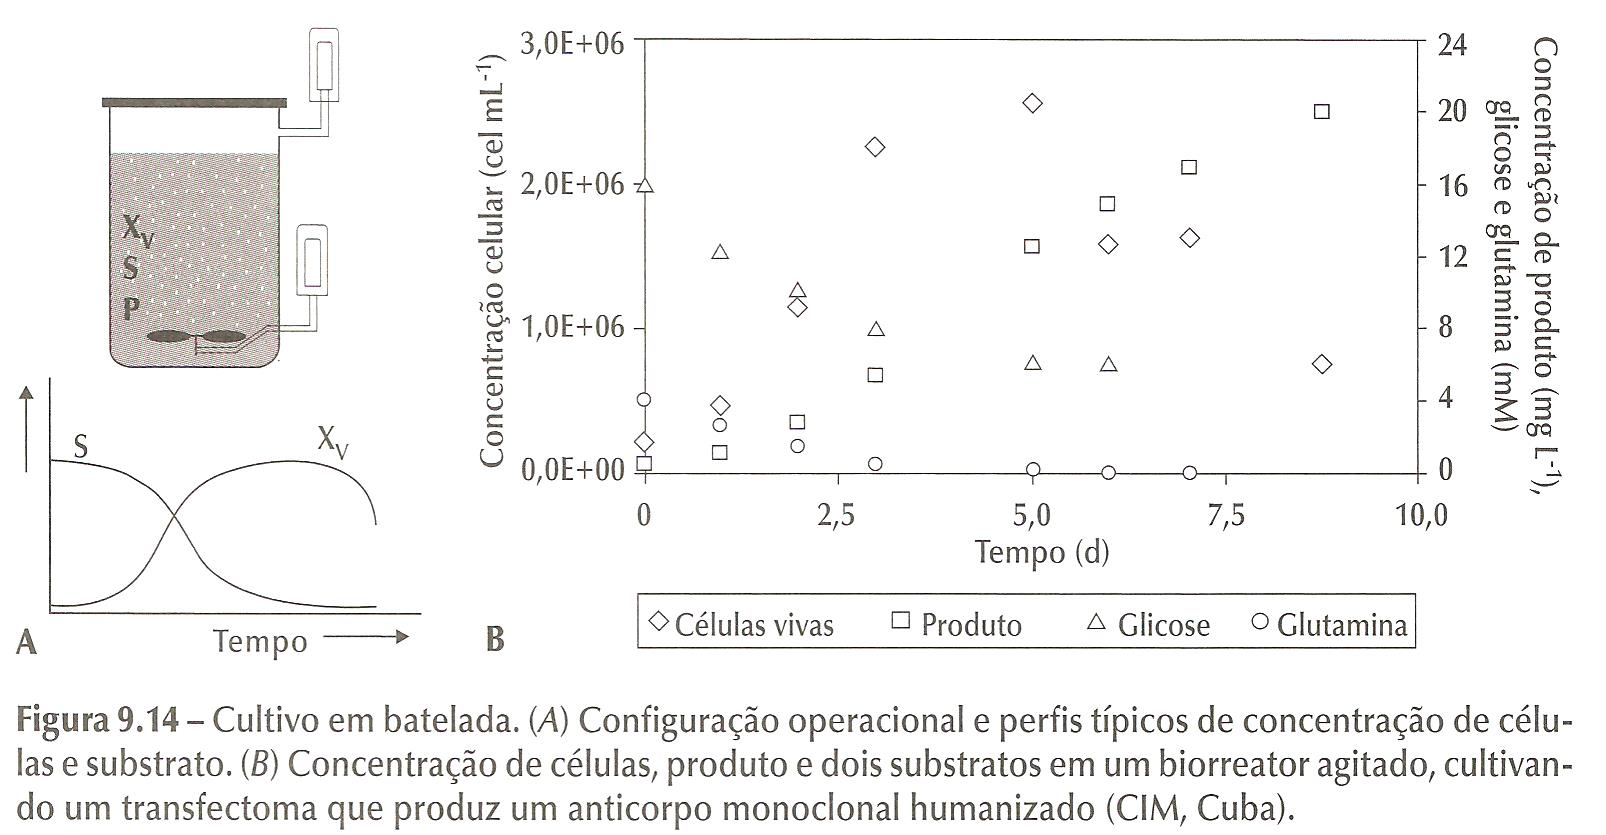 X_V
S
P
S
X_V
A
Tempo
Concentração celular (cel mL⁻¹)
3,0E+06
2,0E+06
1,0E+06
0,0E+00
24
20
16
12
8
4
0
Concentração de produto (mg L⁻¹),
glicose e glutamina (mM)
0
2,5
5,0
7,5
10,0
Tempo (d)
B
Células vivas
Produto
Glicose
Glutamina
Figura 9.14 – Cultivo em batelada. (A) Configuração operacional e perfis típicos de concentração de célu-
las e substrato. (B) Concentração de células, produto e dois substratos em um biorreator agitado, cultivan-
do um transfectoma que produz um anticorpo monoclonal humanizado (CIM, Cuba).